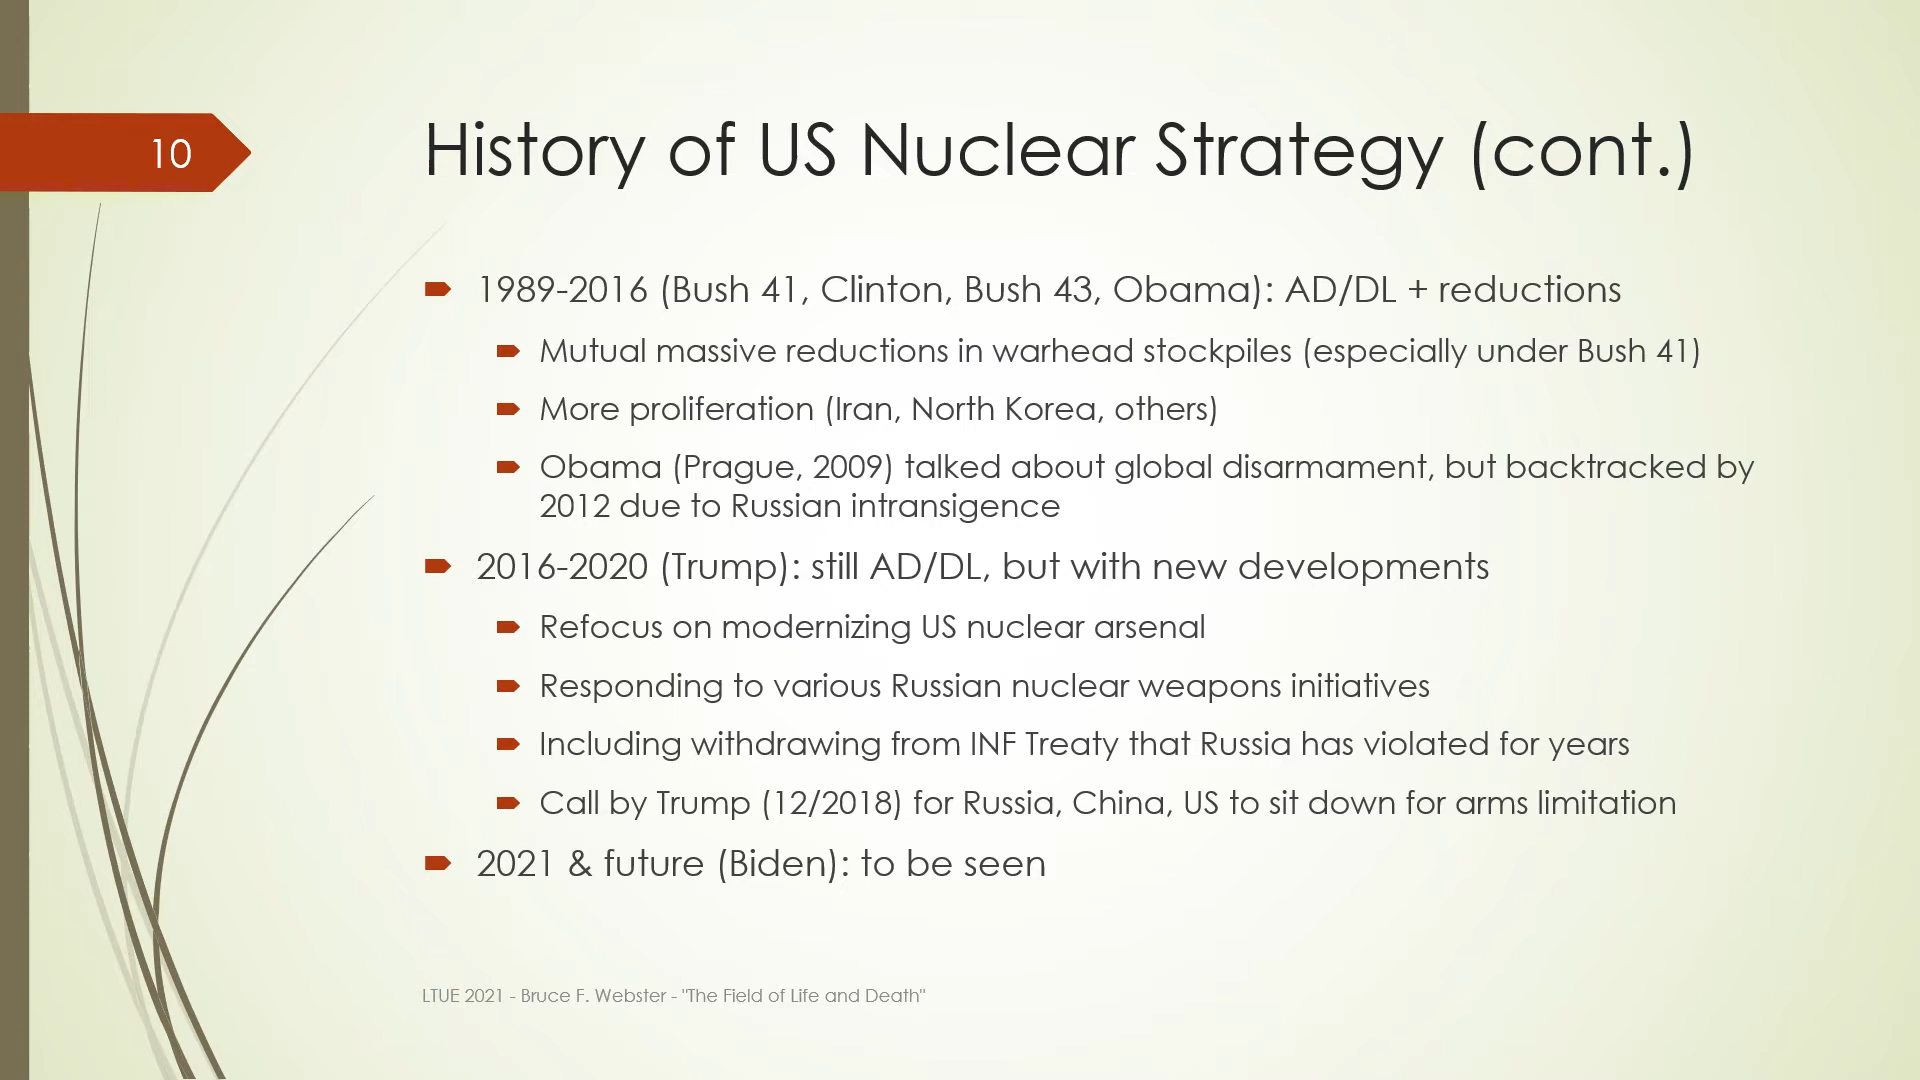 10
History of US Nuclear Strategy (cont.)
1989-2016 (Bush 41, Clinton, Bush 43, Obama): AD/DL + reductions
Mutual massive reductions in warhead stockpiles (especially under Bush 41)
More proliferation (Iran, North Korea, others)
Obama (Prague, 2009) talked about global disarmament, but backtracked by
2012 due to Russian intransigence
2016-2020 (Trump): still AD/DL, but with new developments
Refocus on modernizing US nuclear arsenal
Responding to various Russian nuclear weapons initiatives
Including withdrawing from INF Treaty that Russia has violated for years
Call by Trump (12/2018) for Russia, China, US to sit down for arms limitation
2021 & future (Biden): to be seen
LTUE 2021 - Bruce F. Webster - "The Field of Life and Death"